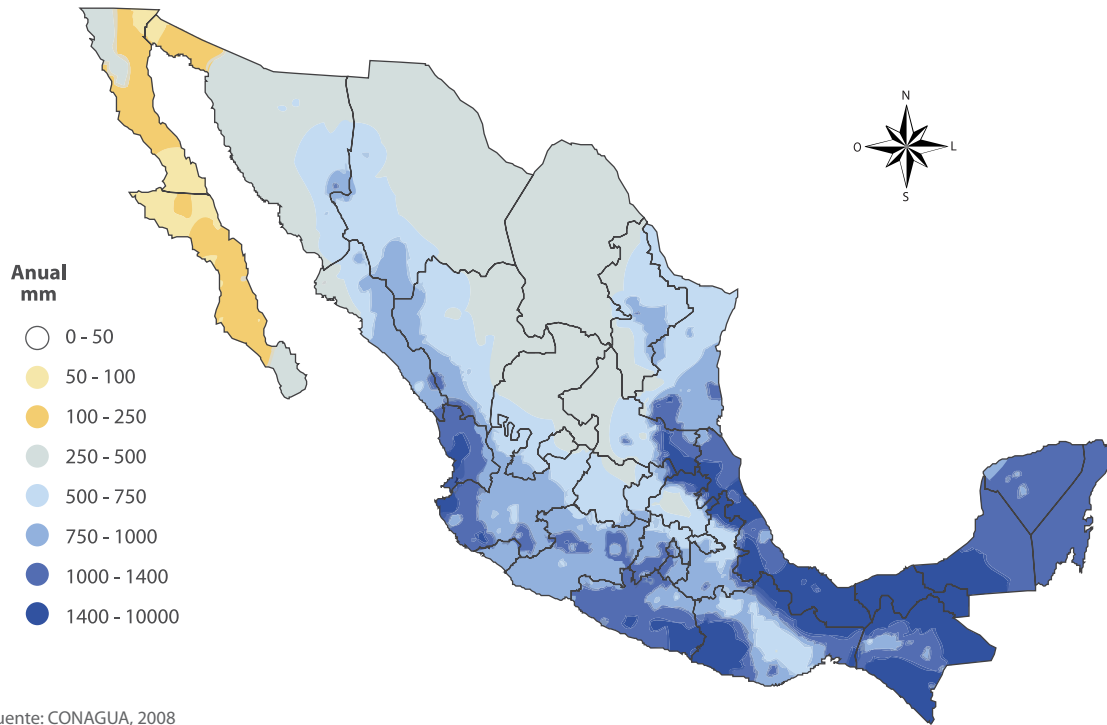 N
O
L
S
Anual
mm
0 - 50
50 - 100
100 - 250
250 - 500
500 - 750
750 - 1000
1000 - 1400
1400 - 10000
uente: CONAGUA, 2008